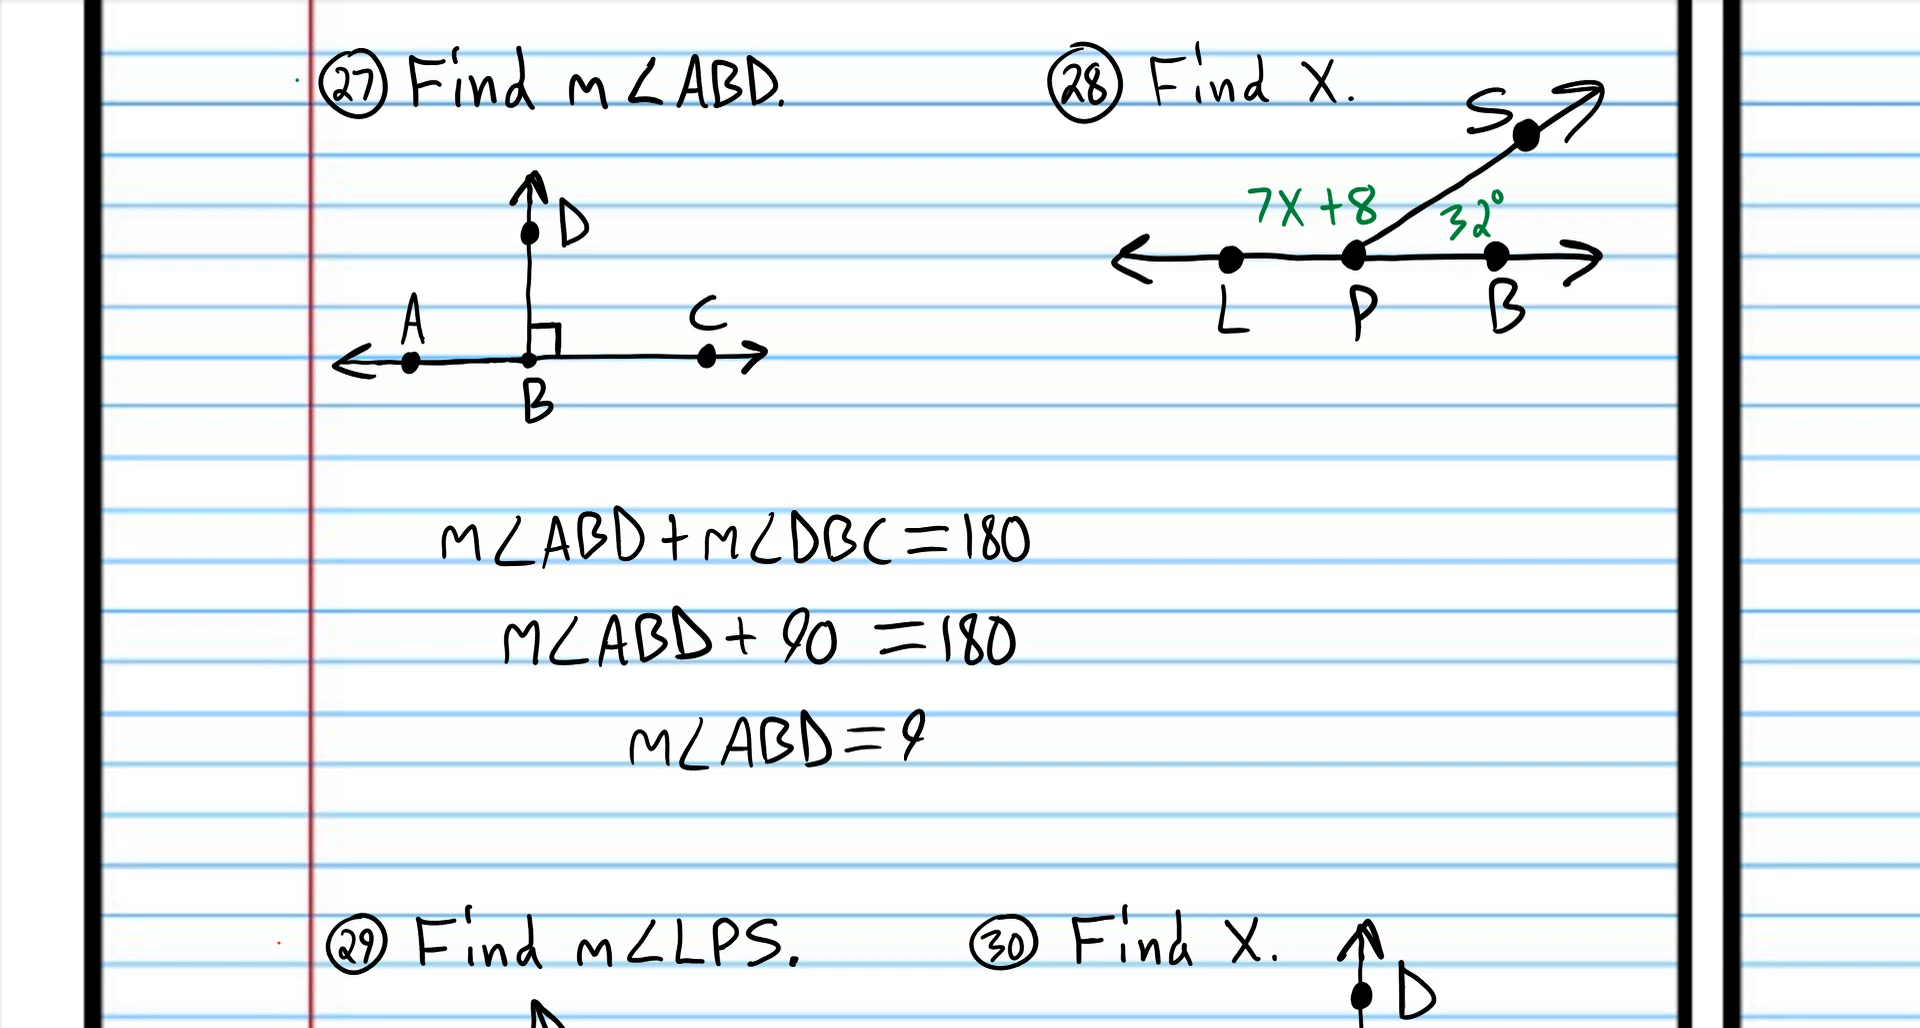 27 Find m∠ABD.
D
A
C
B
28 Find X.
S
7X+8
32°
L
P
B
m∠ABD+m∠DBC=180
m∠ABD+ 90 =180
m∠ABD=9
29 Find m∠LPS.
30 Find X.
D